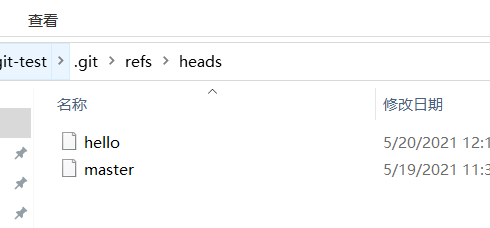 查看
git-test > .git > refs > heads
名称 修改日期
hello 5/20/2021 12:1
master 5/19/2021 11:3